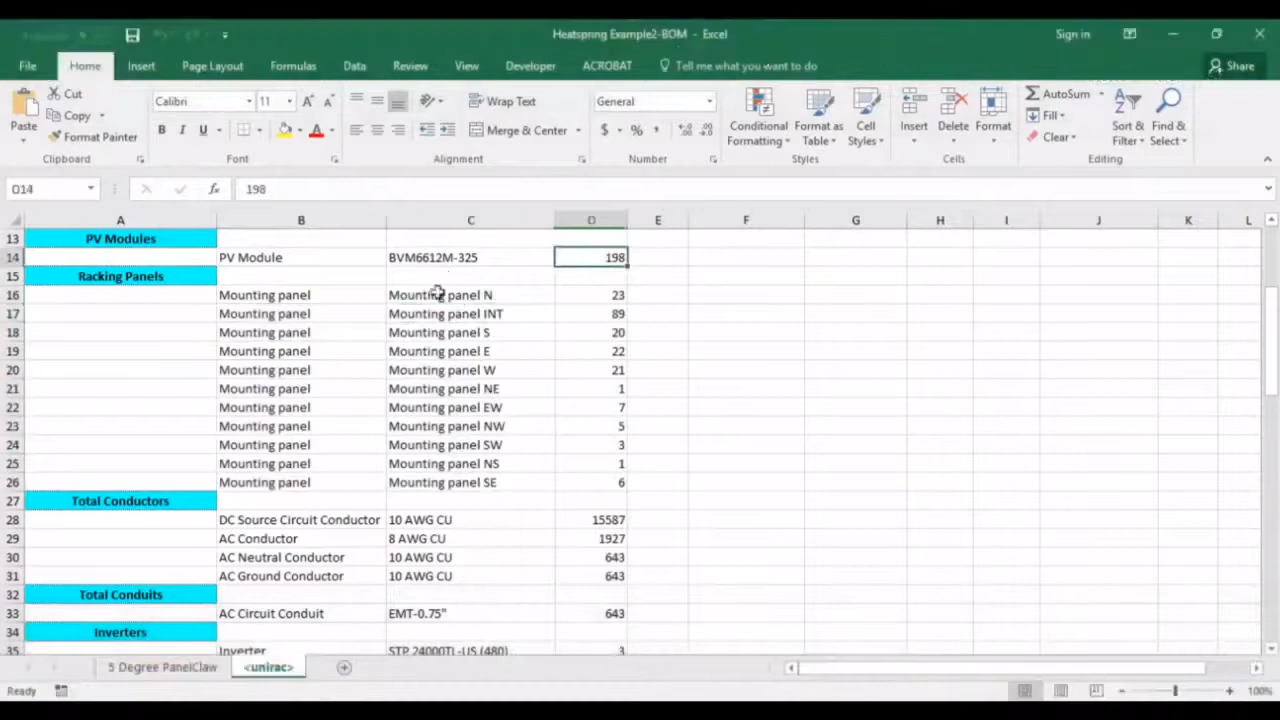 Heatspring Example2-BOM - Excel
Sign in
File Home Insert Page Layout Formulas Data Review View Developer ACROBAT Tell me what you want to do Share
Paste
Cut
Copy
Format Painter
Clipboard
Calibri 11
B I U
Font
Wrap Text
Merge & Center
Alignment
General
$ % ,
Number
Conditional Formatting
Format as Table
Cell Styles
Styles
Insert Delete Format
Cells
AutoSum
Fill
Clear
Sort & Filter
Find & Select
Editing
D14 fx 198
A B C D E F G H I J K L
13 PV Modules
14 PV Module BVM6612M-325 198
15 Racking Panels
16 Mounting panel Mounting panel N 23
17 Mounting panel Mounting panel INT 89
18 Mounting panel Mounting panel S 20
19 Mounting panel Mounting panel E 22
20 Mounting panel Mounting panel W 21
21 Mounting panel Mounting panel NE 1
22 Mounting panel Mounting panel EW 7
23 Mounting panel Mounting panel NW 5
24 Mounting panel Mounting panel SW 3
25 Mounting panel Mounting panel NS 1
26 Mounting panel Mounting panel SE 6
27 Total Conductors
28 DC Source Circuit Conductor 10 AWG CU 15587
29 AC Conductor 8 AWG CU 1927
30 AC Neutral Conductor 10 AWG CU 643
31 AC Ground Conductor 10 AWG CU 643
32 Total Conduits
33 AC Circuit Conduit EMT-0.75" 643
34 Inverters
35 Inverter STP 24000TL-US (480) 3
5 Degree PanelClaw <unirac>
Ready 100%